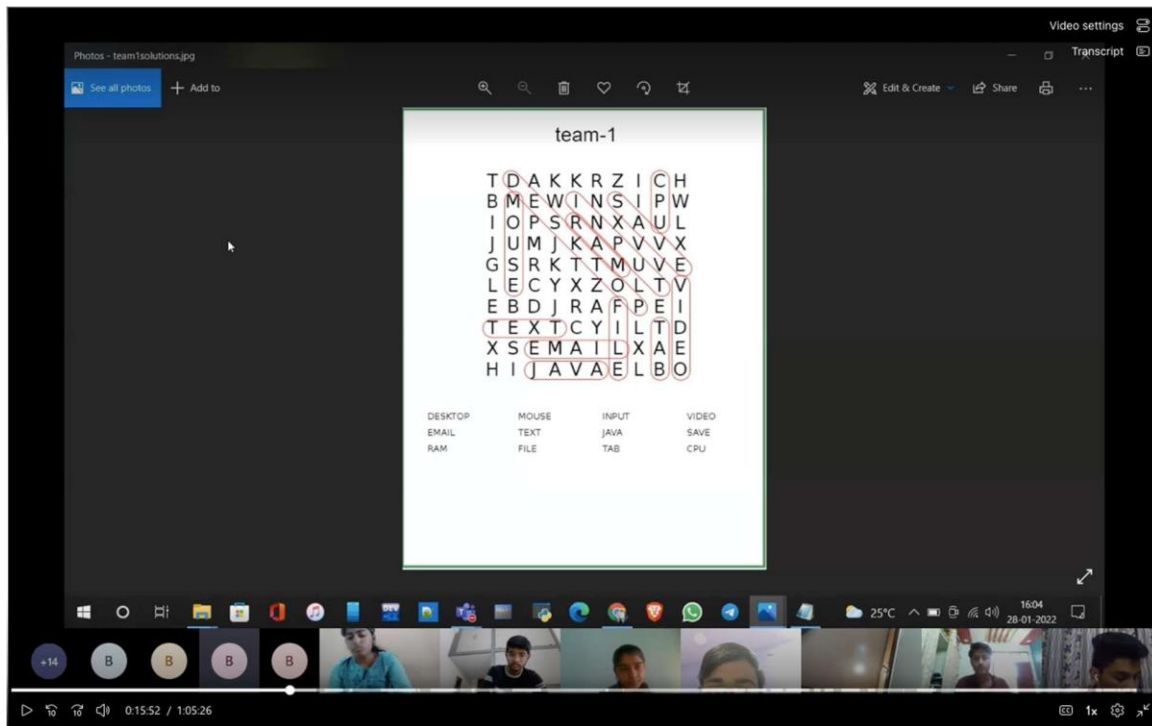 Video settings
Photos - team1solutions.jpg
Transcript
See all photos
Add to
Edit & Create
Share
team-1
T D A K K R Z I C H
B M E W I N S I P W
I O P S R N X A U L
J U M J K A P V V X
G S R K T T M U V E
L E C Y X Z O L T V
E B D J R A F P E I
T E X T C Y I L T D
X S E M A I L X A E
H I J A V A E L B O
DESKTOP MOUSE INPUT VIDEO
EMAIL TEXT JAVA SAVE
RAM FILE TAB CPU
DEV
25°C
16:04
28-01-2022
+14 B B B B
0:15:52 / 1:05:26
CC 1x